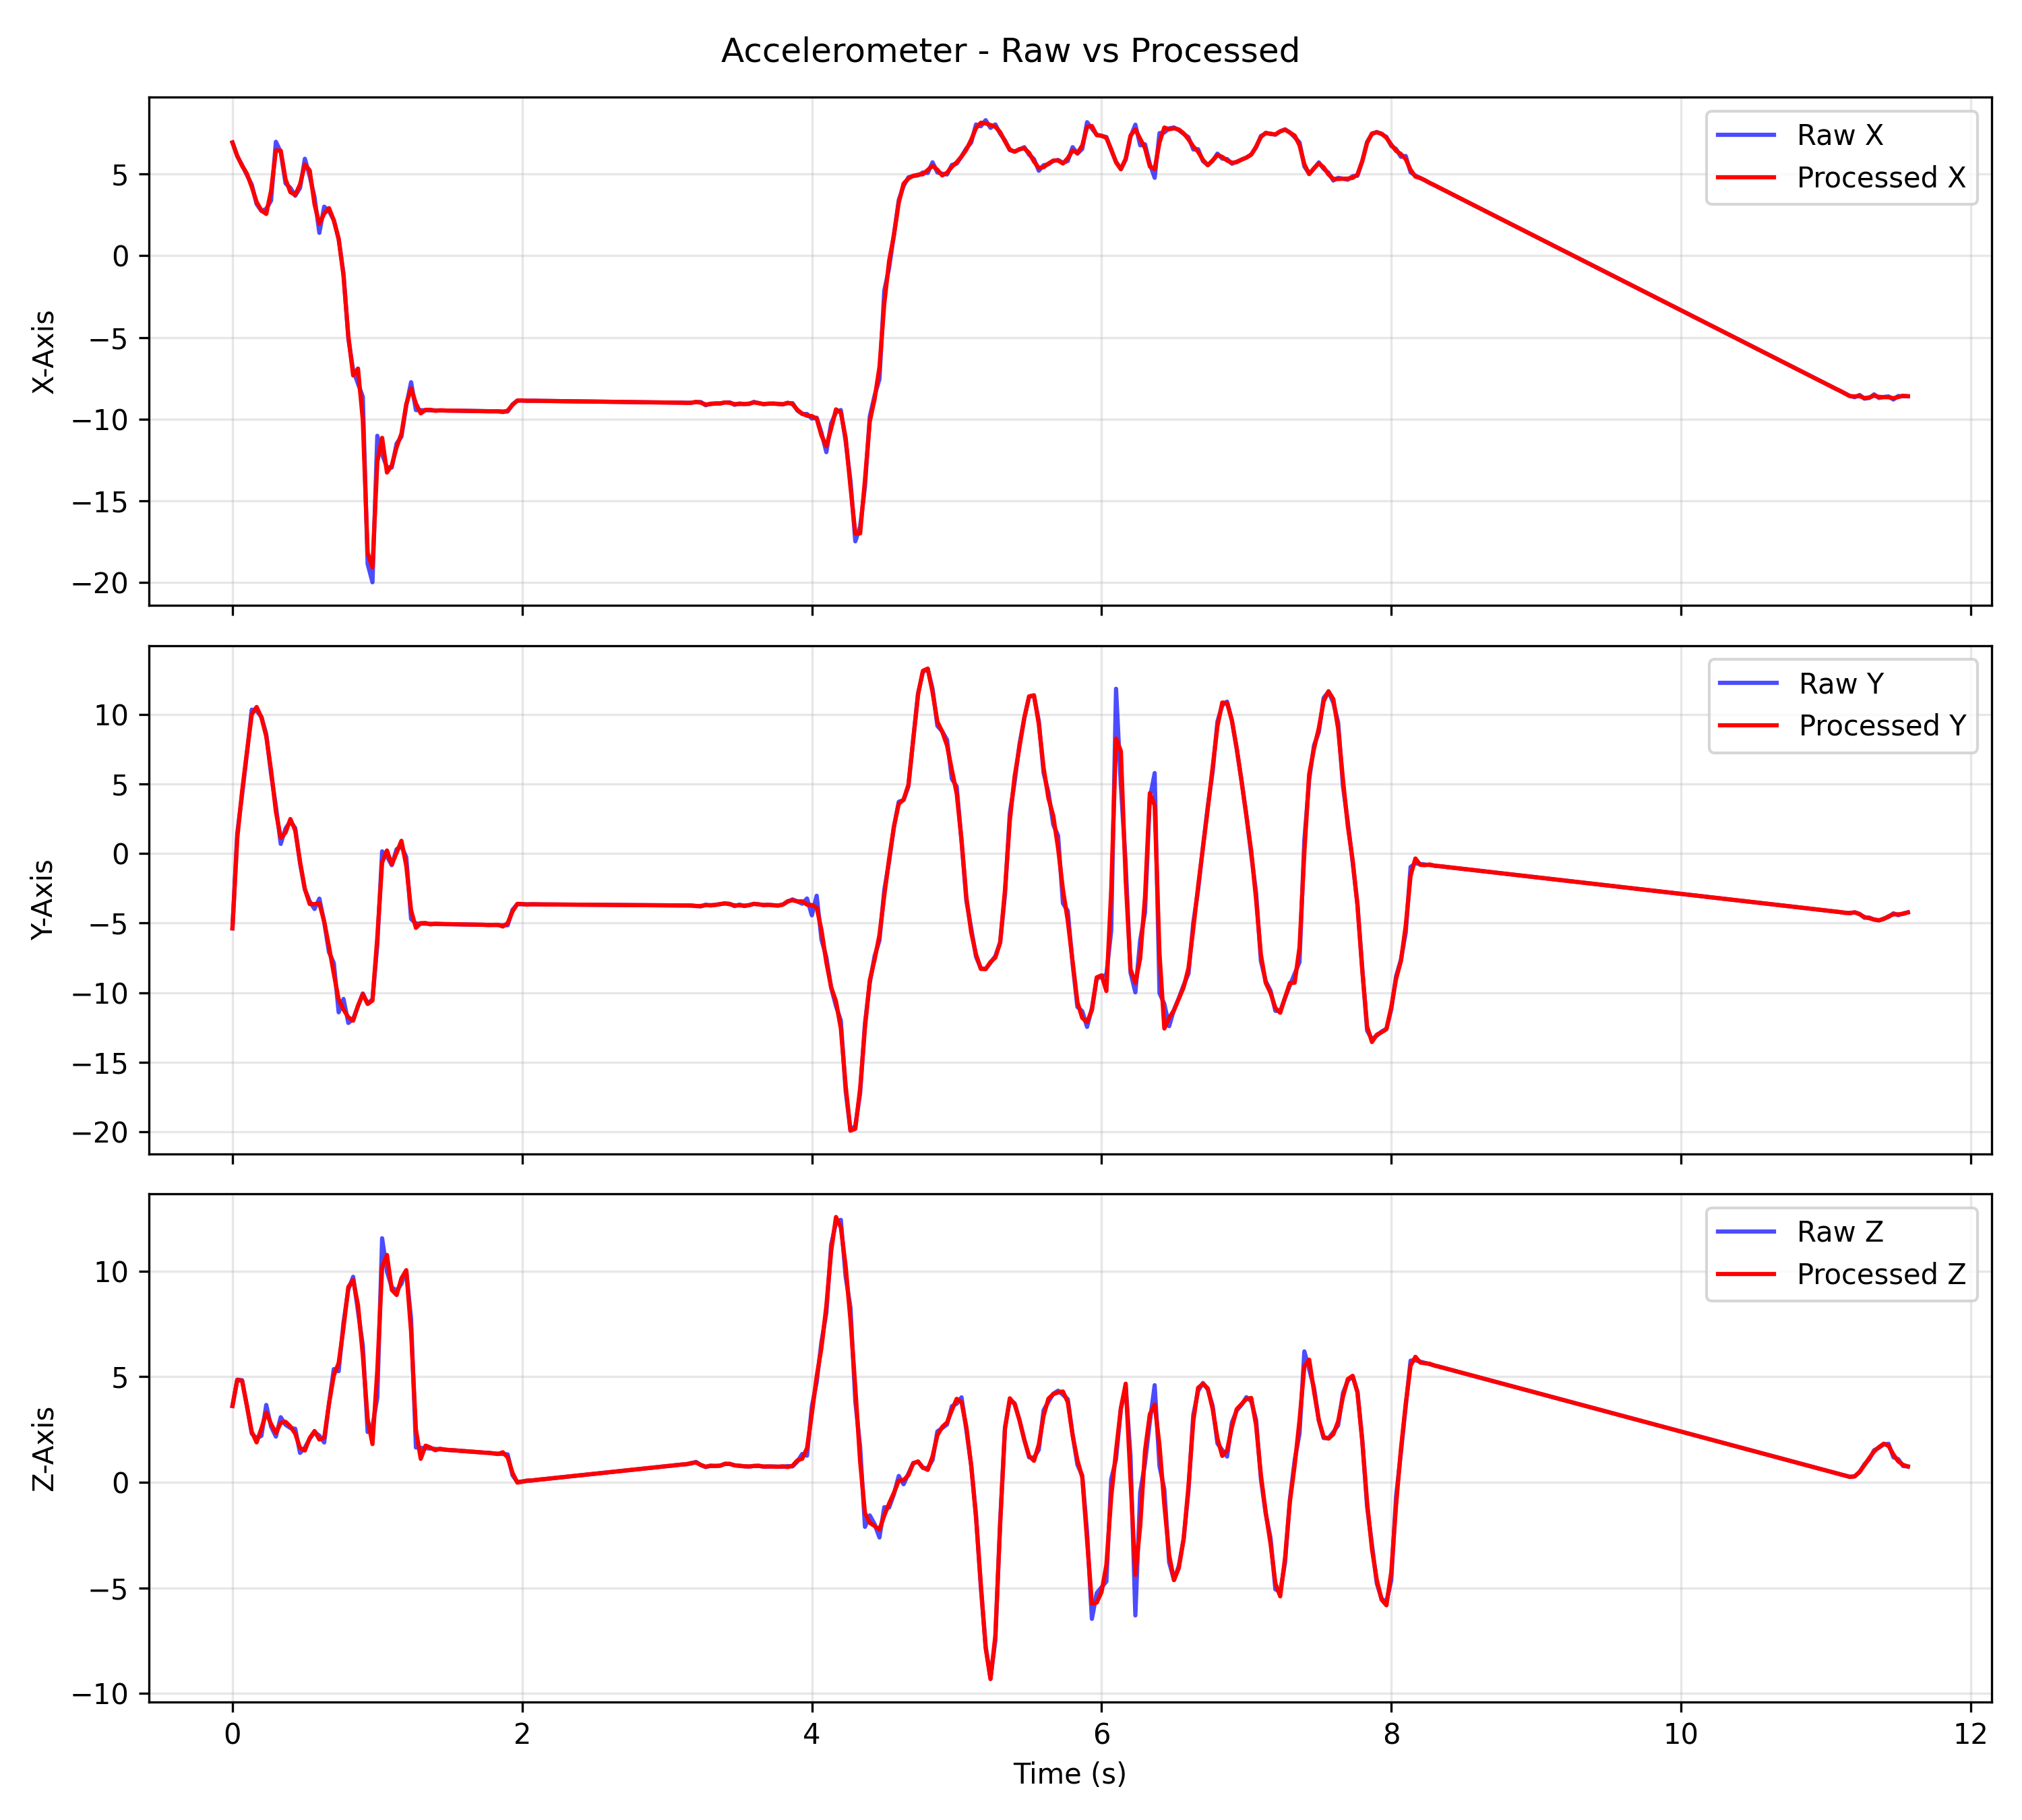 Accelerometer - Raw vs Processed
X-Axis
5
0
−5
−10
−15
−20
Raw X
Processed X
Y-Axis
10
5
0
−5
−10
−15
−20
Raw Y
Processed Y
Z-Axis
10
5
0
−5
−10
Raw Z
Processed Z
0 2 4 6 8 10 12
Time (s)